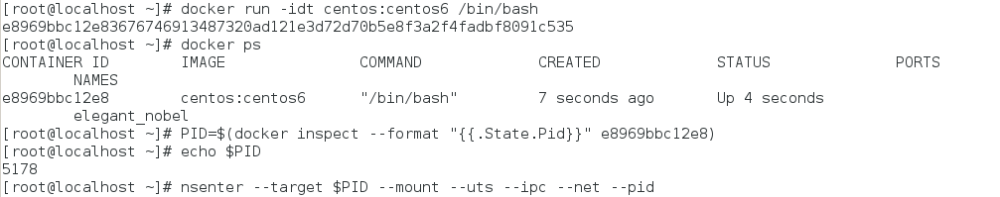 [root@localhost ~]# docker run -idt centos:centos6 /bin/bash
e8969bbc12e83676746913487320ad121e3d72d70b5e8f3a2f4fadbf8091c535
[root@localhost ~]# docker ps
CONTAINER ID        IMAGE               COMMAND             CREATED             STATUS              PORTS
        NAMES
e8969bbc12e8        centos:centos6      "/bin/bash"         7 seconds ago       Up 4 seconds
        elegant_nobel
[root@localhost ~]# PID=$(docker inspect --format "{{.State.Pid}}" e8969bbc12e8)
[root@localhost ~]# echo $PID
5178
[root@localhost ~]# nsenter --target $PID --mount --uts --ipc --net --pid